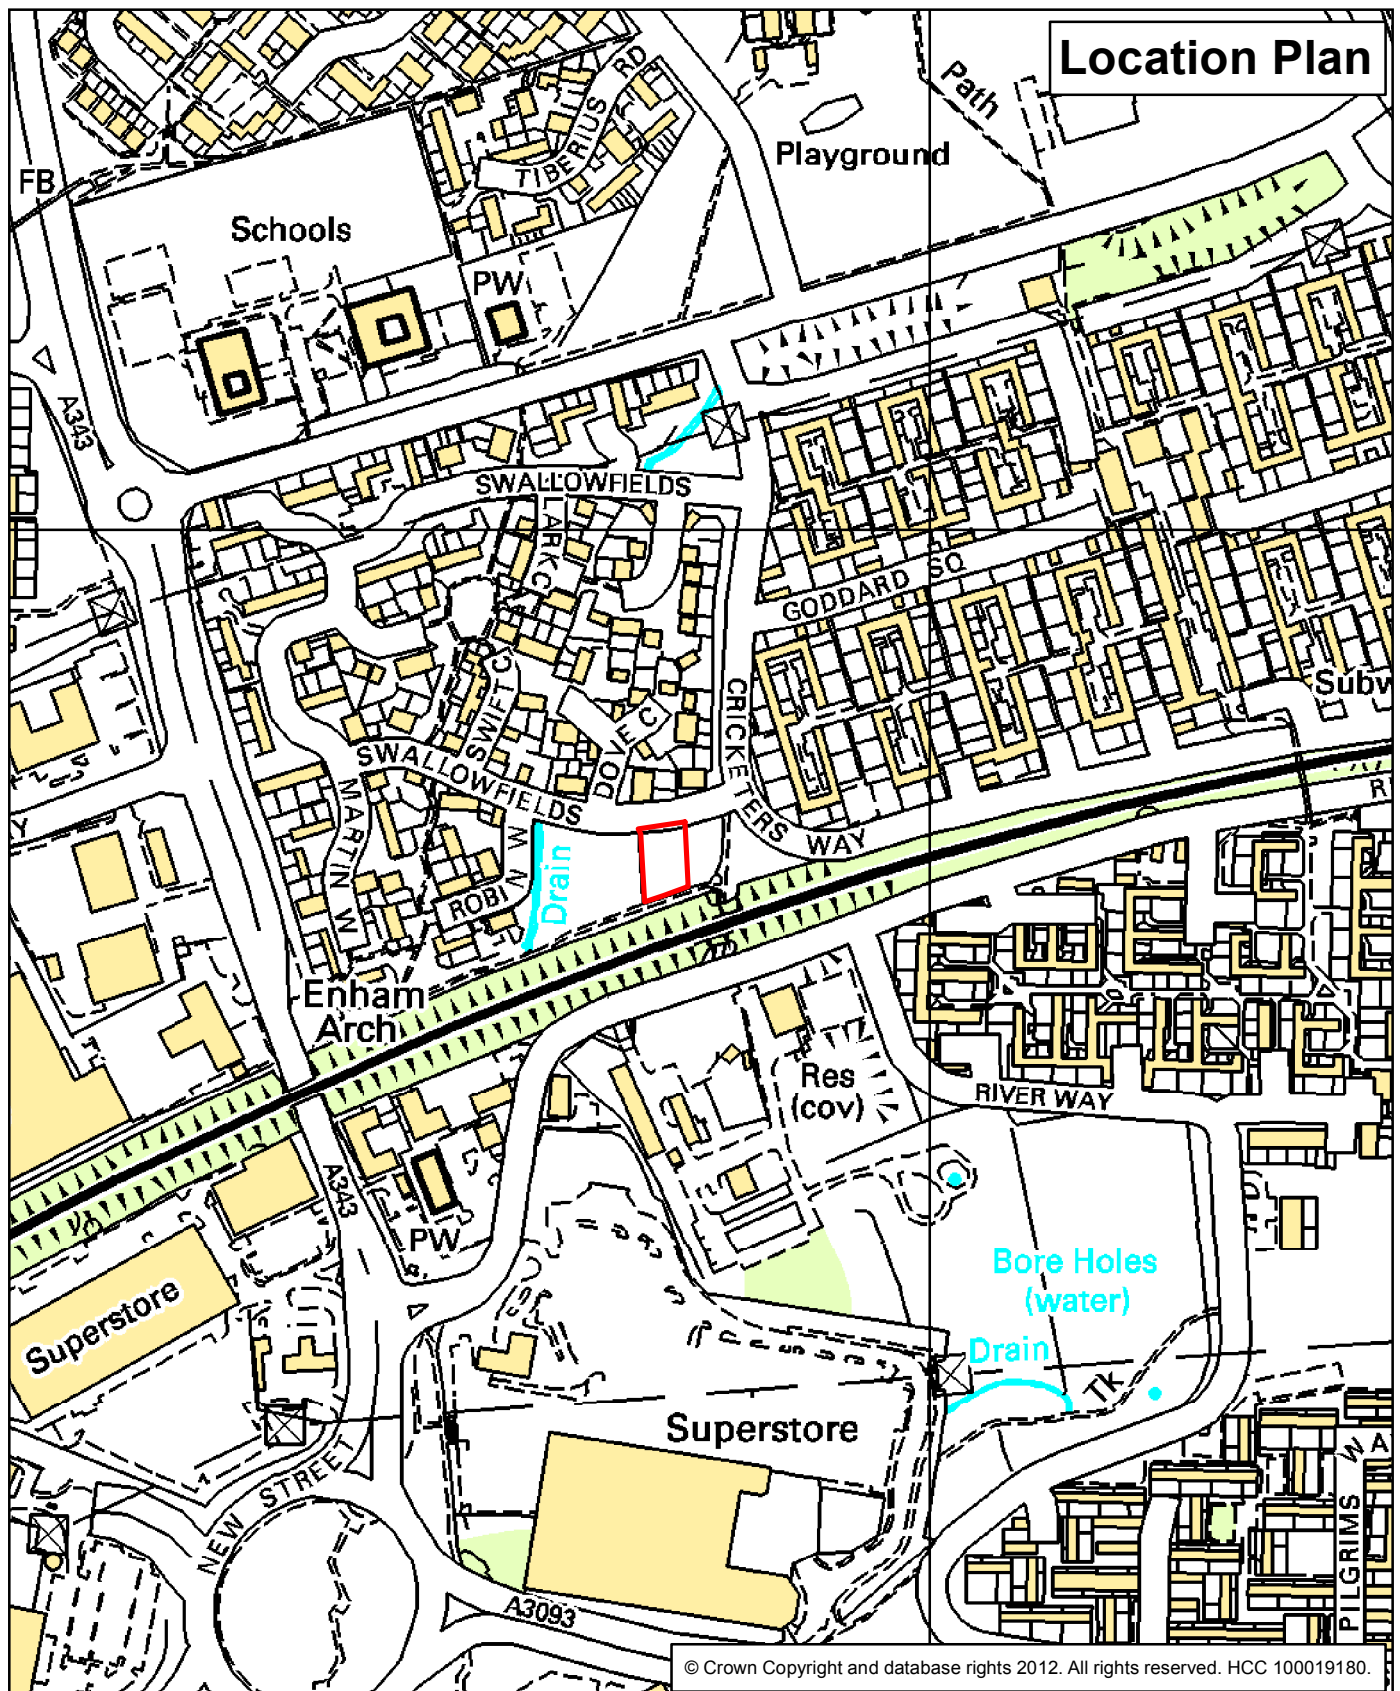 Location Plan
Path
TIBERIUS RD
Playground
FB
Schools
PW
A343
SWALLOWFIELDS
LARK C
GODDARD SQ
SWIFT C
DOVE C
CRICKETERS WAY
Subw
SWALLOWFIELDS
MARTIN W
ROBIN W
Drain
R
Y
Enham
Arch
Res
(cov)
RIVER WAY
A343
PW
Bore Holes
(water)
Superstore
Drain
Tk
Superstore
NEW STREET
PILGRIMS WA
A3093
© Crown Copyright and database rights 2012. All rights reserved. HCC 100019180.